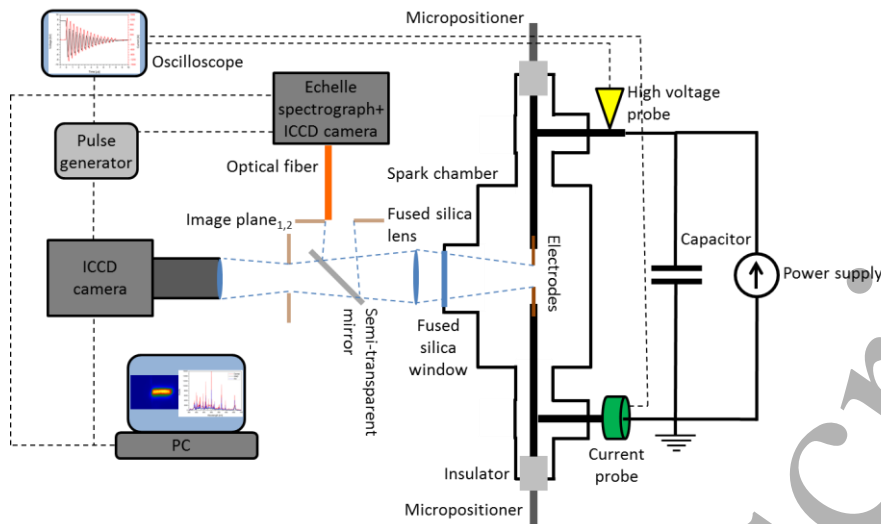 Micropositioner
Oscilloscope
Echelle
spectrograph+
ICCD camera
High voltage
probe
Pulse
generator
Optical fiber
Spark chamber
Image plane1,2
Fused silica
lens
ICCD
camera
Electrodes
Capacitor
Power supply
Semi-transparent
mirror
Fused
silica
window
PC
Insulator
Current
probe
Micropositioner